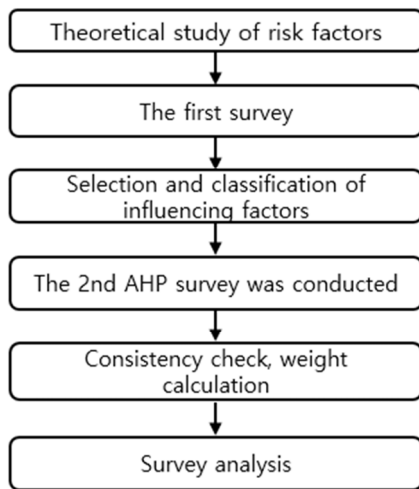 Theoretical study of risk factors
The first survey
Selection and classification of
influencing factors
The 2nd AHP survey was conducted
Consistency check, weight
calculation
Survey analysis